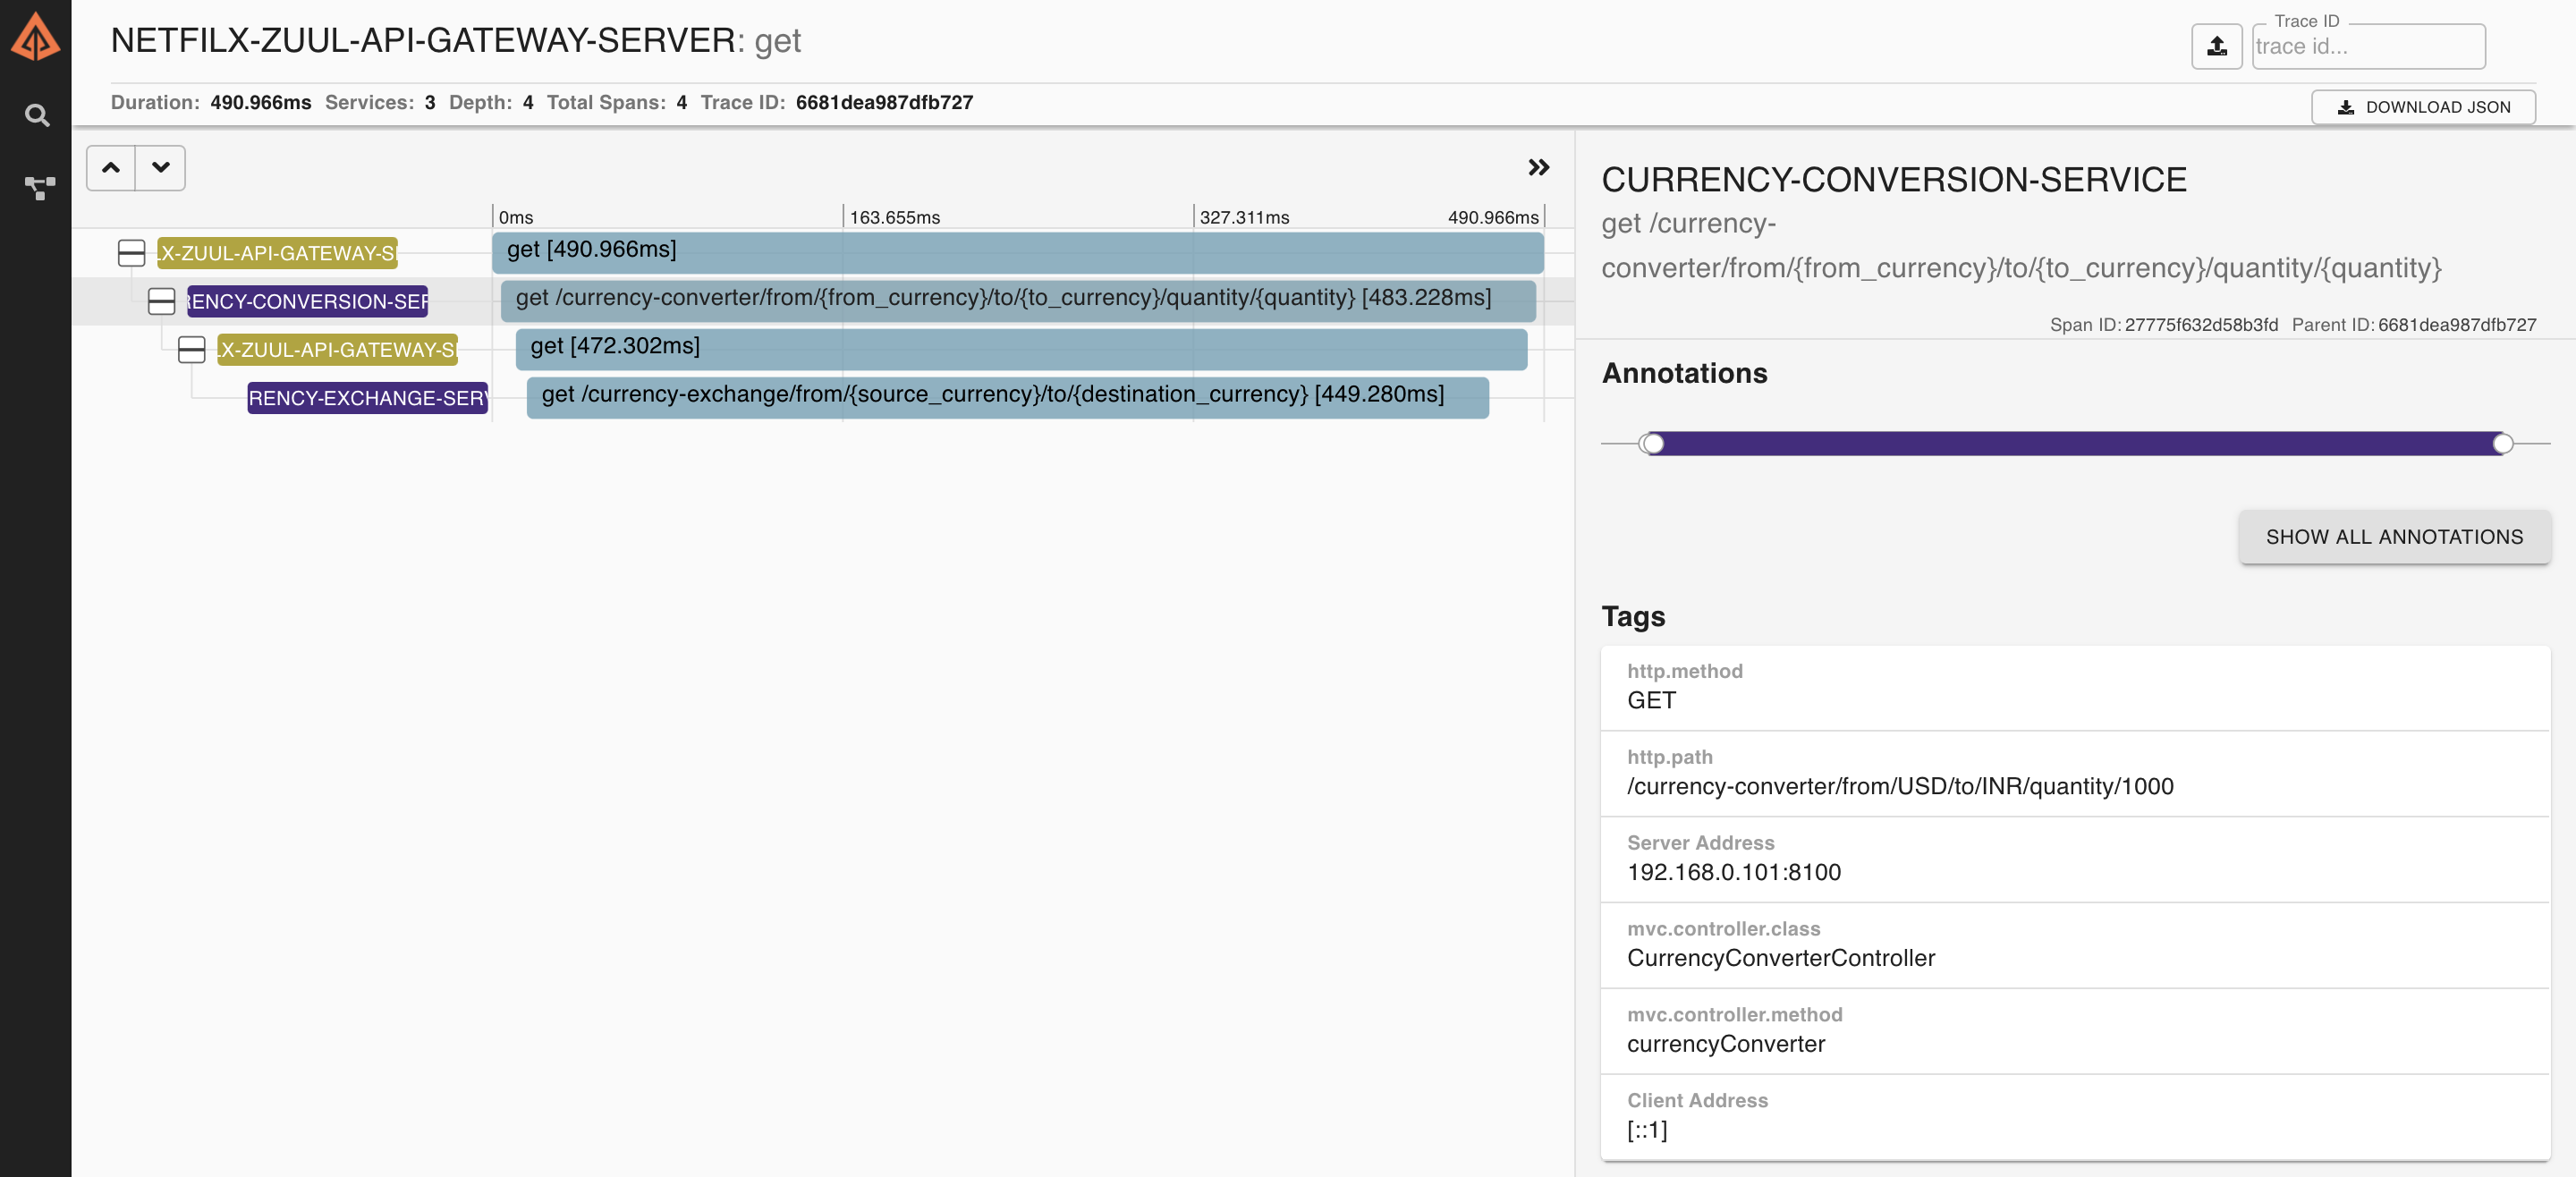 NETFILX-ZUUL-API-GATEWAY-SERVER: get
Trace ID
trace id...
Duration: 490.966ms Services: 3 Depth: 4 Total Spans: 4 Trace ID: 6681dea987dfb727
DOWNLOAD JSON
0ms 163.655ms 327.311ms 490.966ms
X-ZUUL-API-GATEWAY-S get [490.966ms]
RENCY-CONVERSION-SER get /currency-converter/from/{from_currency}/to/{to_currency}/quantity/{quantity} [483.228ms]
X-ZUUL-API-GATEWAY-S get [472.302ms]
RENCY-EXCHANGE-SERV get /currency-exchange/from/{source_currency}/to/{destination_currency} [449.280ms]
CURRENCY-CONVERSION-SERVICE
get /currency-
converter/from/{from_currency}/to/{to_currency}/quantity/{quantity}
Span ID: 27775f632d58b3fd Parent ID: 6681dea987dfb727
Annotations
SHOW ALL ANNOTATIONS
Tags
http.method
GET
http.path
/currency-converter/from/USD/to/INR/quantity/1000
Server Address
192.168.0.101:8100
mvc.controller.class
CurrencyConverterController
mvc.controller.method
currencyConverter
Client Address
[::1]